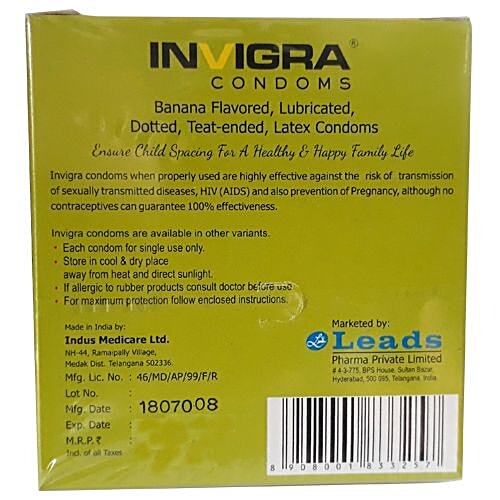 INVIGRA®
CONDOMS
Banana Flavored, Lubricated,
Dotted, Teat-ended, Latex Condoms
Ensure Child Spacing For A Healthy & Happy Family Life
Invigra condoms when properly used are highly effective against the risk of transmission
of sexually transmitted diseases, HIV (AIDS) and also prevention of Pregnancy, although no
contraceptives can guarantee 100% effectiveness.
Invigra condoms are available in other variants.
• Each condom for single use only.
• Store in cool & dry place
away from heat and direct sunlight.
• If allergic to rubber products consult doctor before use.
• For maximum protection follow enclosed instructions.
Made in India by:
Indus Medicare Ltd.
NH-44, Ramaipally Village,
Medak Dist. Telangana 502336.
Mfg. Lic. No. : 46/MD/AP/99/F/R
Lot No. :
Mfg. Date : 1807008
Exp. Date :
M.R.P.₹ :
Incl. of all Taxes
Marketed by:
Leads
Pharma Private Limited
# 4-3-775, BPS House, Sultan Bazar,
Hyderabad, 500 095, Telangana, India.
8 908001 833257